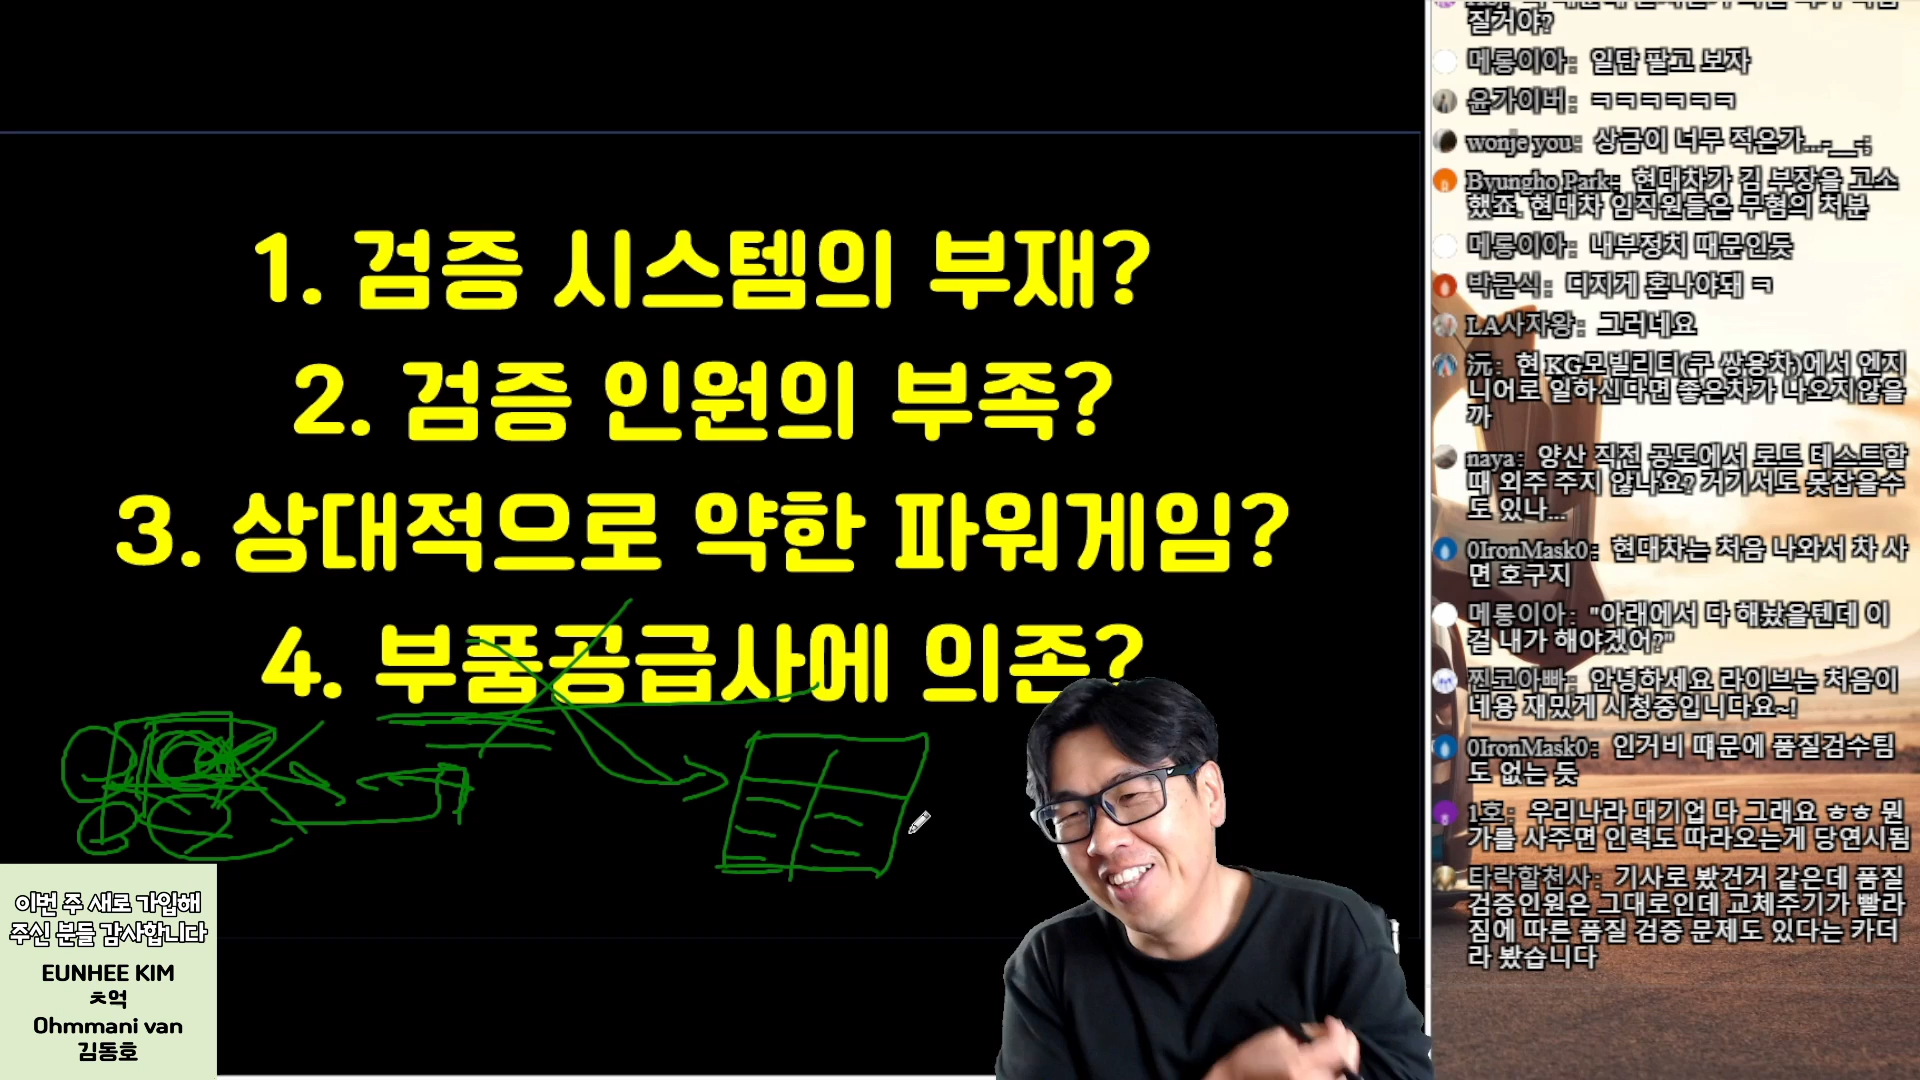 1. 검증 시스템의 부재?
2. 검증 인원의 부족?
3. 상대적으로 약한 파워게임?
4. 부품공급사에 의존?
이번 주 새로 가입해
주신 분들 감사합니다
EUNHEE KIM
ㅊ억
Ohmmani van
김동호
질거야?
메롱이아: 일단 팔고 보자
윤가이버: ㅋㅋㅋㅋㅋㅋ
wonje you: 상금이 너무 적은가...-__-;
Byungho Park: 현대차가 김 부장을 고소
했죠. 현대차 임직원들은 무혐의 처분
메롱이아: 내부정치 때문인듯
박근식: 디지게 혼나야돼 ㅋ
LA사자왕: 그러네요
沅: 현 KG모빌리티(구 쌍용차)에서 엔지
니어로 일하신다면 좋은차가 나오지않을
까
naya: 양산 직전 공도에서 로드 테스트할
때 외주 주지 않나요? 거기서도 못잡을수
도 있나...
0IronMask0: 현대차는 처음 나와서 차 사
면 호구지
메롱이아: "아래에서 다 해놨을텐데 이
걸 내가 해야겠어?"
찐코아빠: 안녕하세요 라이브는 처음이
네용 재밌게 시청중입니다요~!
0IronMask0: 인거비 떄문에 품질검수팀
도 없는 듯
1호: 우리나라 대기업 다 그래요 ㅎㅎ 뭔
가를 사주면 인력도 따라오는게 당연시됨
타락할천사: 기사로 봤건거 같은데 품질
검증인원은 그대로인데 교체주기가 빨라
짐에 따른 품질 검증 문제도 있다는 카더
라 봤습니다